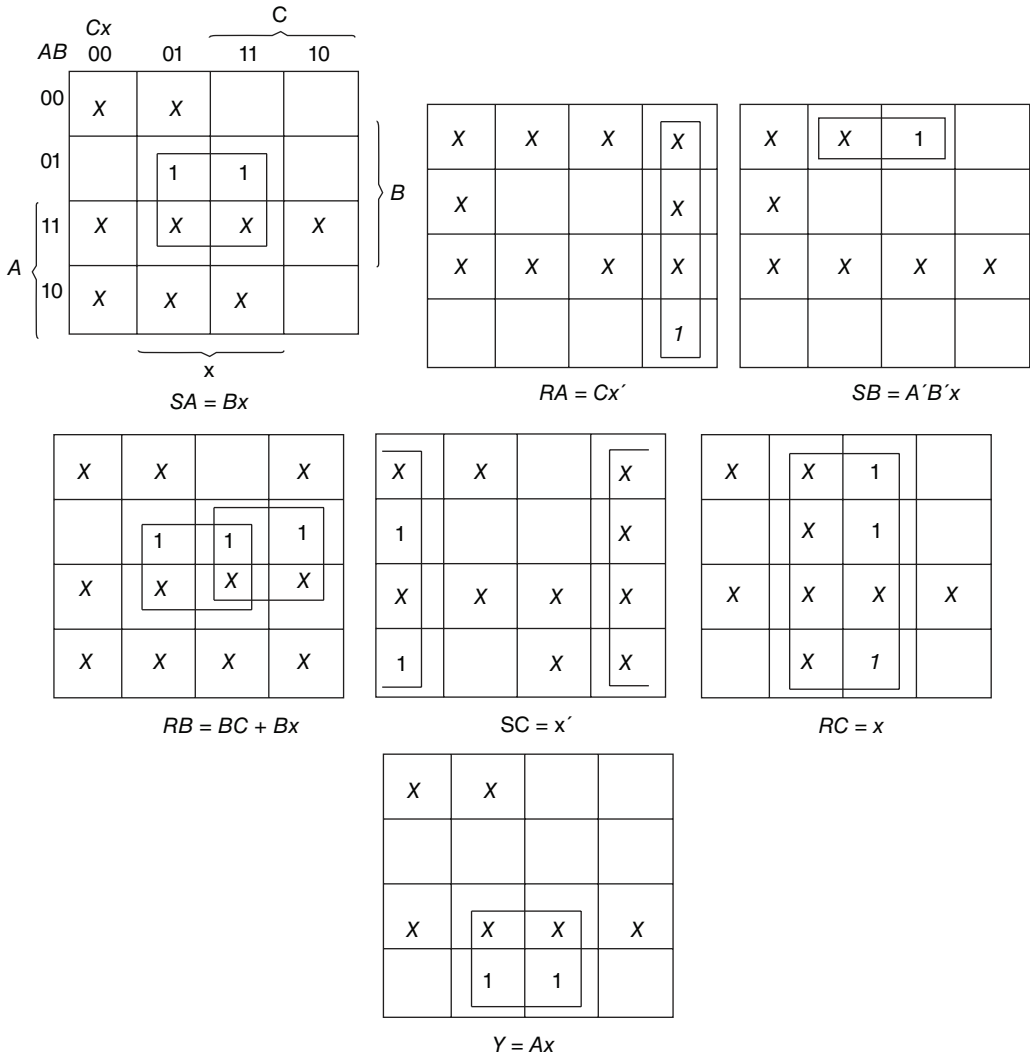 C
Cx
AB 00 01 11 10
00 X X
01 1 1
B
11 X X X X
A
10 X X X
x
SA = Bx
X X X X
X X
X X X X
1
RA = Cx´
X X 1
X
X X X X
SB = A´B´x
X X X
1 1 1
X X X X
X X X X
RB = BC + Bx
X X X
1 X
X X X X
1 X X
SC = x´
X X 1
X 1
X X X X
X 1
RC = x
X X
X X X X
1 1
Y = Ax